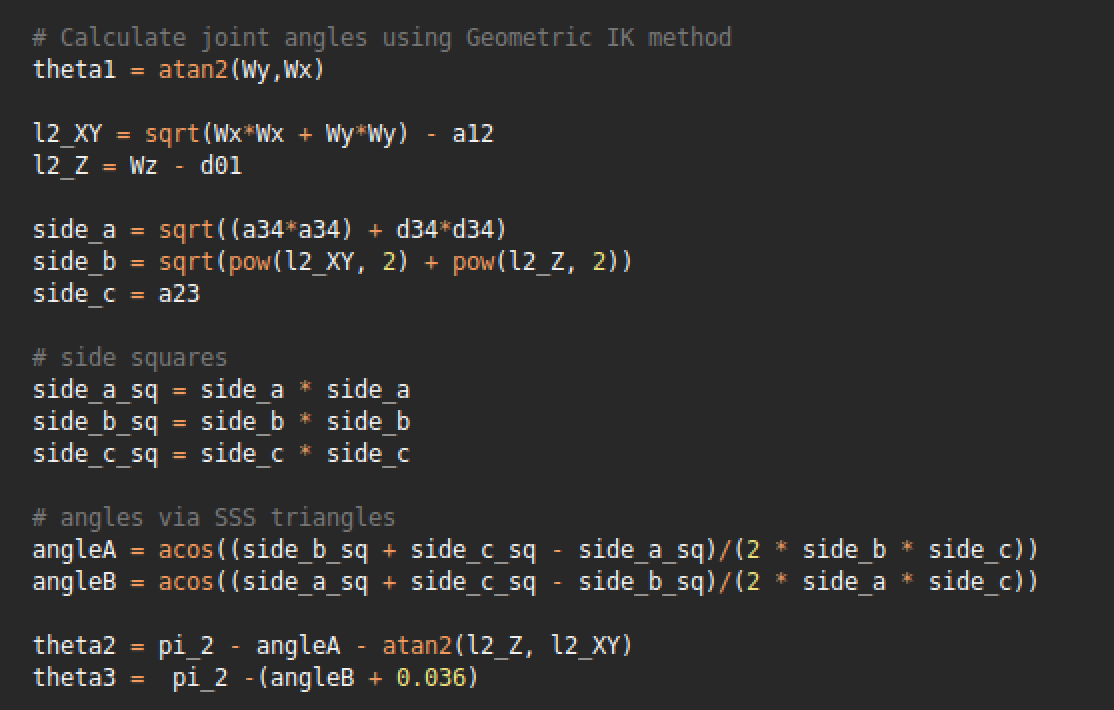 # Calculate joint angles using Geometric IK method
theta1 = atan2(Wy,Wx)
l2_XY = sqrt(Wx*Wx + Wy*Wy) - a12
l2_Z = Wz - d01
side_a = sqrt((a34*a34) + d34*d34)
side_b = sqrt(pow(l2_XY, 2) + pow(l2_Z, 2))
side_c = a23
# side squares
side_a_sq = side_a * side_a
side_b_sq = side_b * side_b
side_c_sq = side_c * side_c
# angles via SSS triangles
angleA = acos((side_b_sq + side_c_sq - side_a_sq)/(2 * side_b * side_c))
angleB = acos((side_a_sq + side_c_sq - side_b_sq)/(2 * side_a * side_c))
theta2 = pi_2 - angleA - atan2(l2_Z, l2_XY)
theta3 =  pi_2 -(angleB + 0.036)